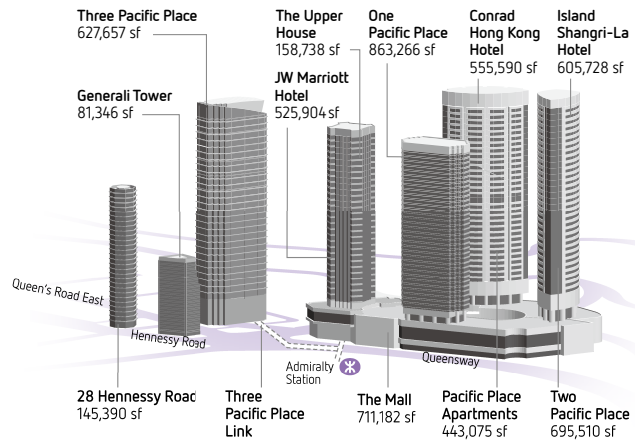 Three Pacific Place
627,657 sf
The Upper
House
158,738 sf
One
Pacific Place
863,266 sf
Conrad
Hong Kong
Hotel
555,590 sf
Island
Shangri-La
Hotel
605,728 sf
Generali Tower
81,346 sf
JW Marriott
Hotel
525,904 sf
Queen's Road East
Hennessy Road
Admiralty
Station
Queensway
28 Hennessy Road
145,390 sf
Three
Pacific Place
Link
The Mall
711,182 sf
Pacific Place
Apartments
443,075 sf
Two
Pacific Place
695,510 sf